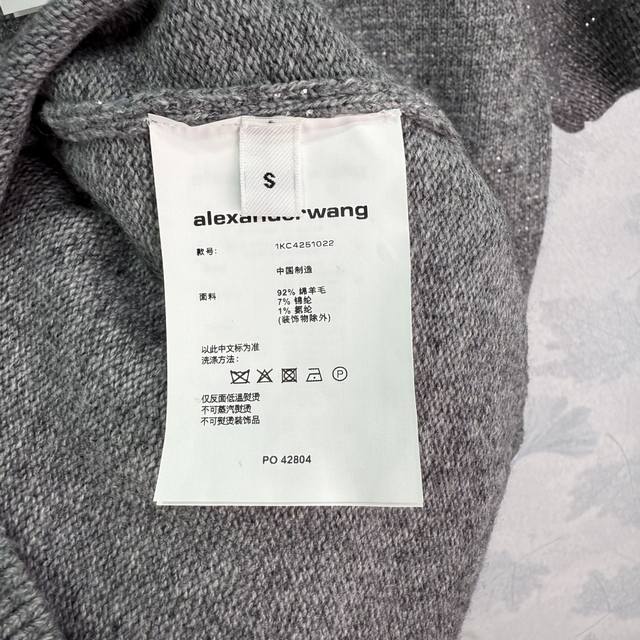 S
alexanderwang
款号: 1KC4251022
中国制造
面料 92% 绵羊毛
7% 锦纶
1% 氨纶
(装饰物除外)
以此中文标为准
洗涤方法:
P
仅反面低温熨烫
不可蒸汽熨烫
不可熨烫装饰品
PO 42804